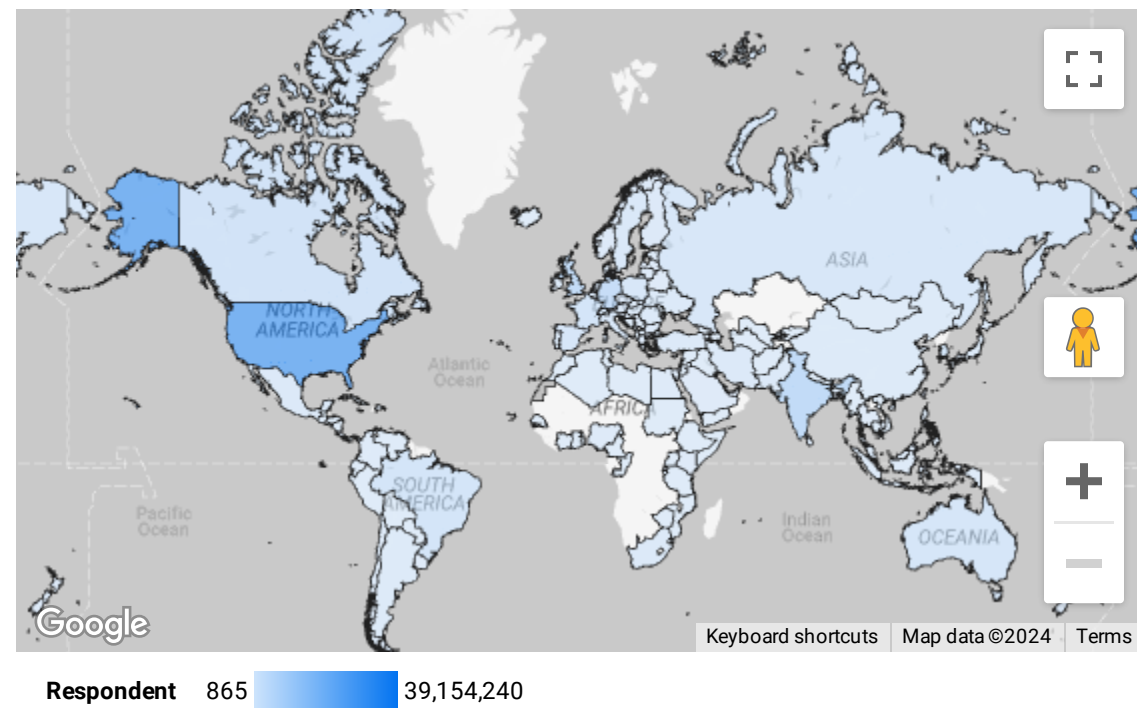 ASIA
NORTH
AMERICA
Atlantic
Ocean
AFRICA
SOUTH
AMERICA
Pacific
Ocean
Indian
Ocean
OCEANIA
Google
Keyboard shortcuts
Map data ©2024
Terms
Respondent 865 39,154,240